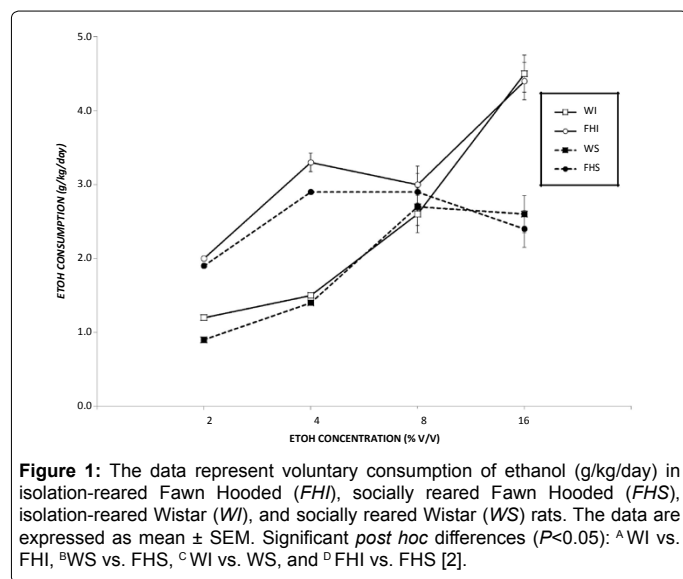 5.0
4.5
4.0
3.0
2.0
1.0
0.0
ETOH CONSUMPTION (g/kg/day)
WI
FHI
WS
FHS
2 4 8 16
ETOH CONCENTRATION (% V/V)
Figure 1: The data represent voluntary consumption of ethanol (g/kg/day) in
isolation-reared Fawn Hooded (FHI), socially reared Fawn Hooded (FHS),
isolation-reared Wistar (WI), and socially reared Wistar (WS) rats. The data are
expressed as mean ± SEM. Significant post hoc differences (P<0.05): A WI vs.
FHI, BWS vs. FHS, C WI vs. WS, and D FHI vs. FHS [2].